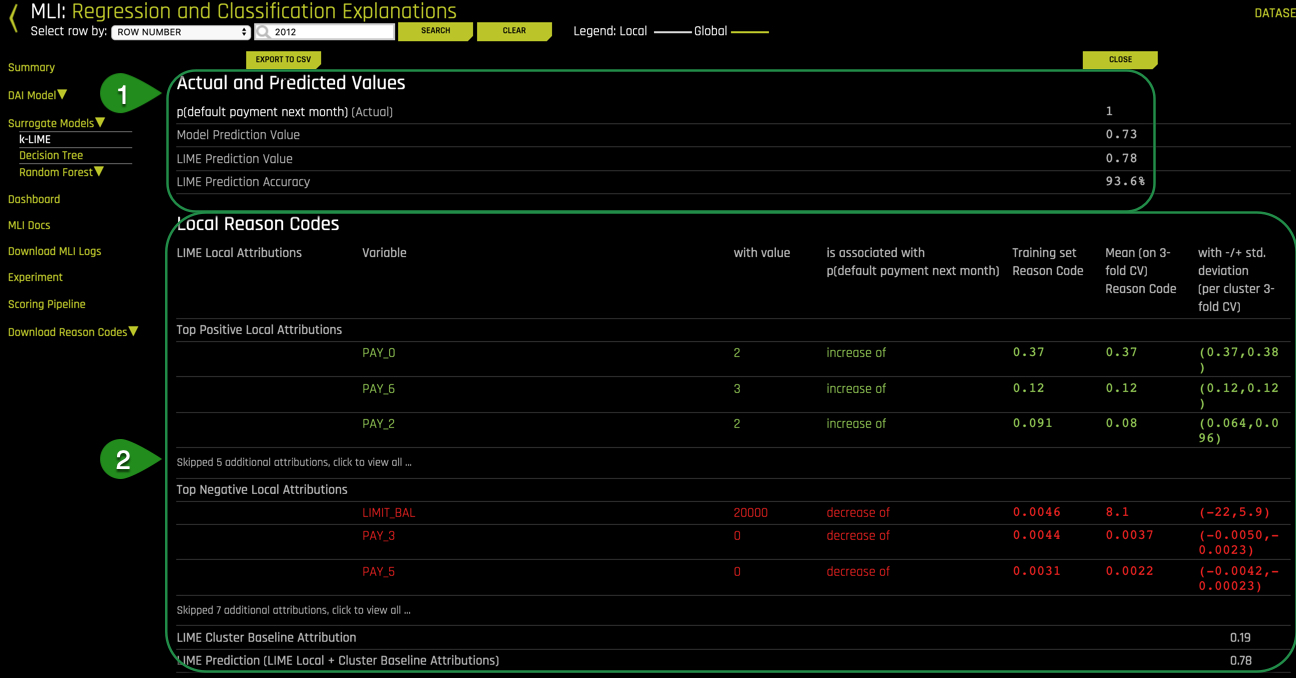 MLI: Regression and Classification Explanations
DATASE
Select row by: ROW NUMBER 2012 SEARCH CLEAR Legend: Local Global
EXPORT TO CSV CLOSE
Summary
DAI Model
Surrogate Models
k-LIME
Decision Tree
Random Forest
Dashboard
MLI Docs
Download MLI Logs
Experiment
Scoring Pipeline
Download Reason Codes
1
Actual and Predicted Values
p(default payment next month) (Actual) 1
Model Prediction Value 0.73
LIME Prediction Value 0.78
LIME Prediction Accuracy 93.6%
2
Local Reason Codes
LIME Local Attributions Variable with value is associated with Training set Mean (on 3- with -/+ std.
p(default payment next month) Reason Code fold CV) deviation
Reason Code (per cluster 3-
fold CV)
Top Positive Local Attributions
PAY_0 2 increase of 0.37 0.37 (0.37,0.38
)
PAY_6 3 increase of 0.12 0.12 (0.12,0.12
)
PAY_2 2 increase of 0.091 0.08 (0.064,0.0
96)
Skipped 5 additional attributions, click to view all ...
Top Negative Local Attributions
LIMIT_BAL 20000 decrease of 0.0046 8.1 (-22,5.9)
PAY_3 0 decrease of 0.0044 0.0037 (-0.0050,-
0.0023)
PAY_5 0 decrease of 0.0031 0.0022 (-0.0042,-
0.00023)
Skipped 7 additional attributions, click to view all ...
LIME Cluster Baseline Attribution 0.19
LIME Prediction (LIME Local + Cluster Baseline Attributions) 0.78